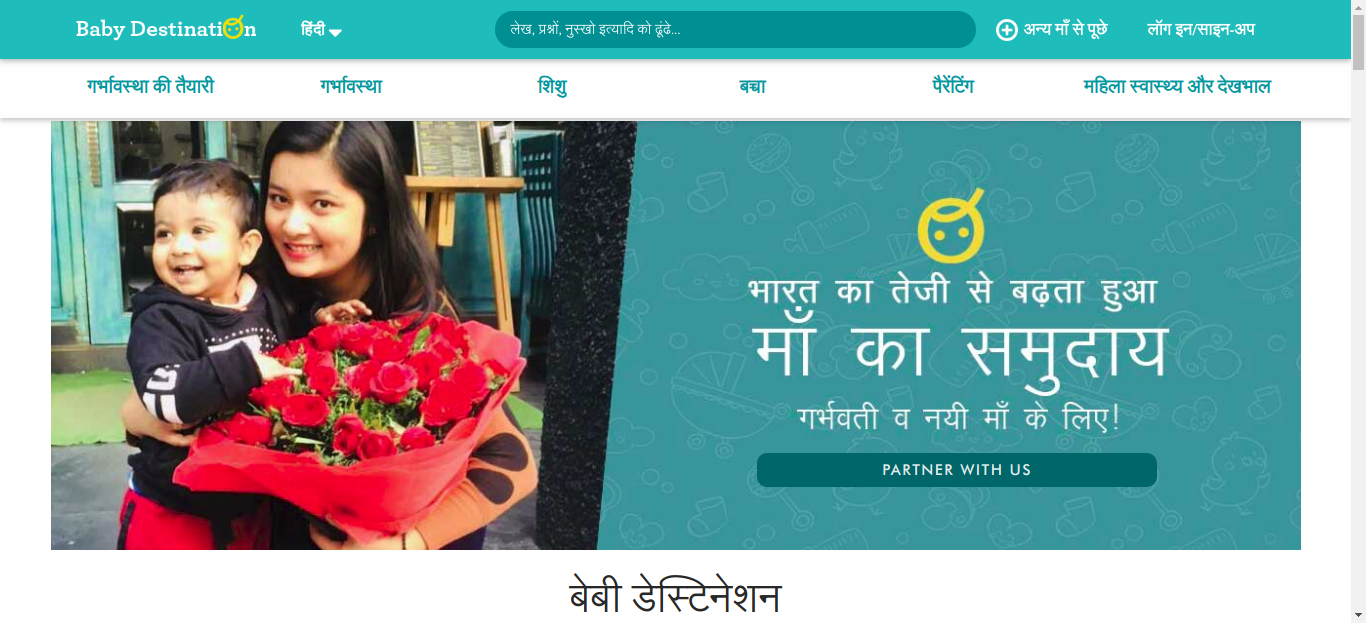 Baby Destination
हिंदी
लेख, प्रश्नों, नुस्खो इत्यादि को ढूंढे...
अन्य माँ से पूछे
लॉग इन/साइन-अप
गर्भावस्था की तैयारी
गर्भावस्था
शिशु
बच्चा
पैरेंटिंग
महिला स्वास्थ्य और देखभाल
भारत का तेजी से बढ़ता हुआ
माँ का समुदाय
गर्भवती व नयी माँ के लिए!
PARTNER WITH US
बेबी डेस्टिनेशन